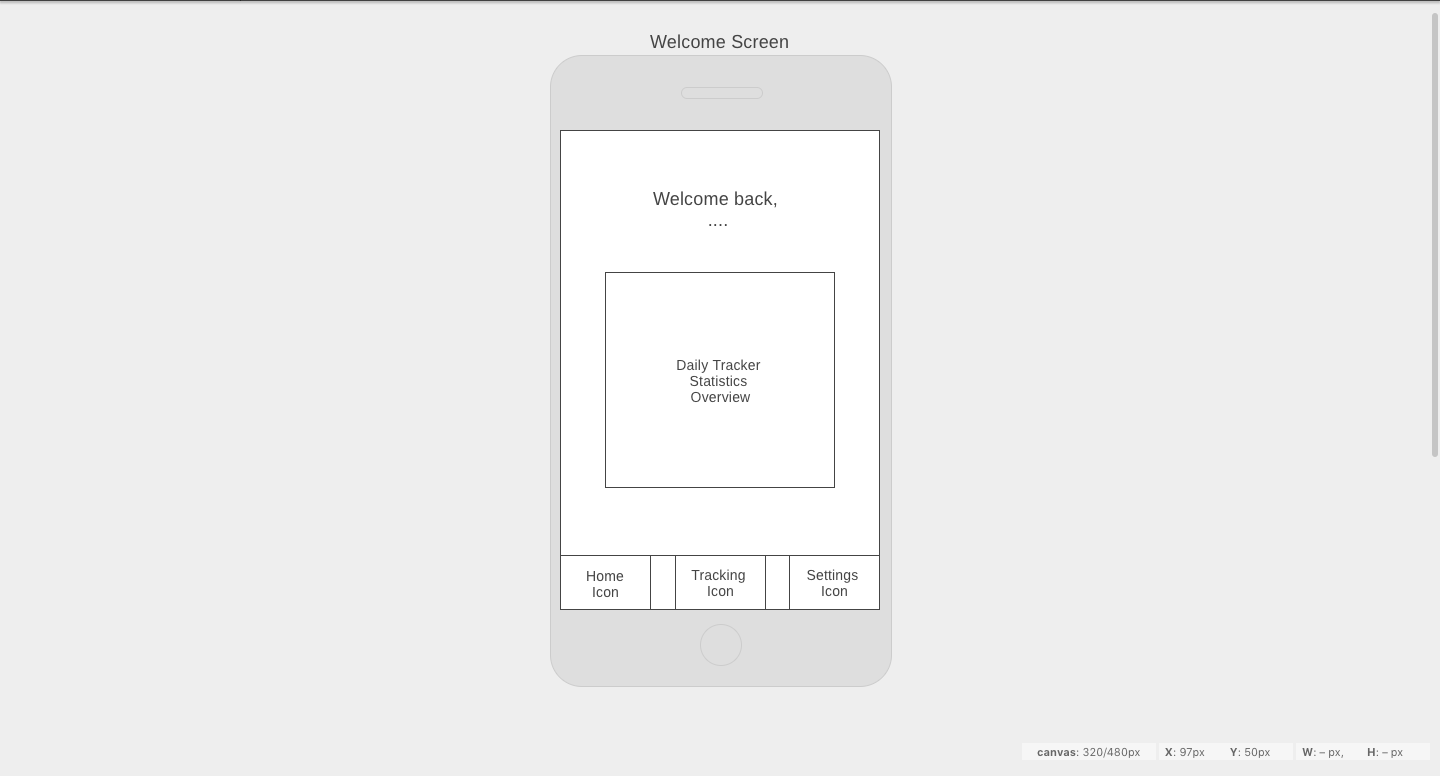 Welcome Screen
Welcome back,
....
Daily Tracker
Statistics
Overview
Home
Icon
Tracking
Icon
Settings
Icon
canvas: 320/480px X: 97px Y: 50px W: – px, H: – px